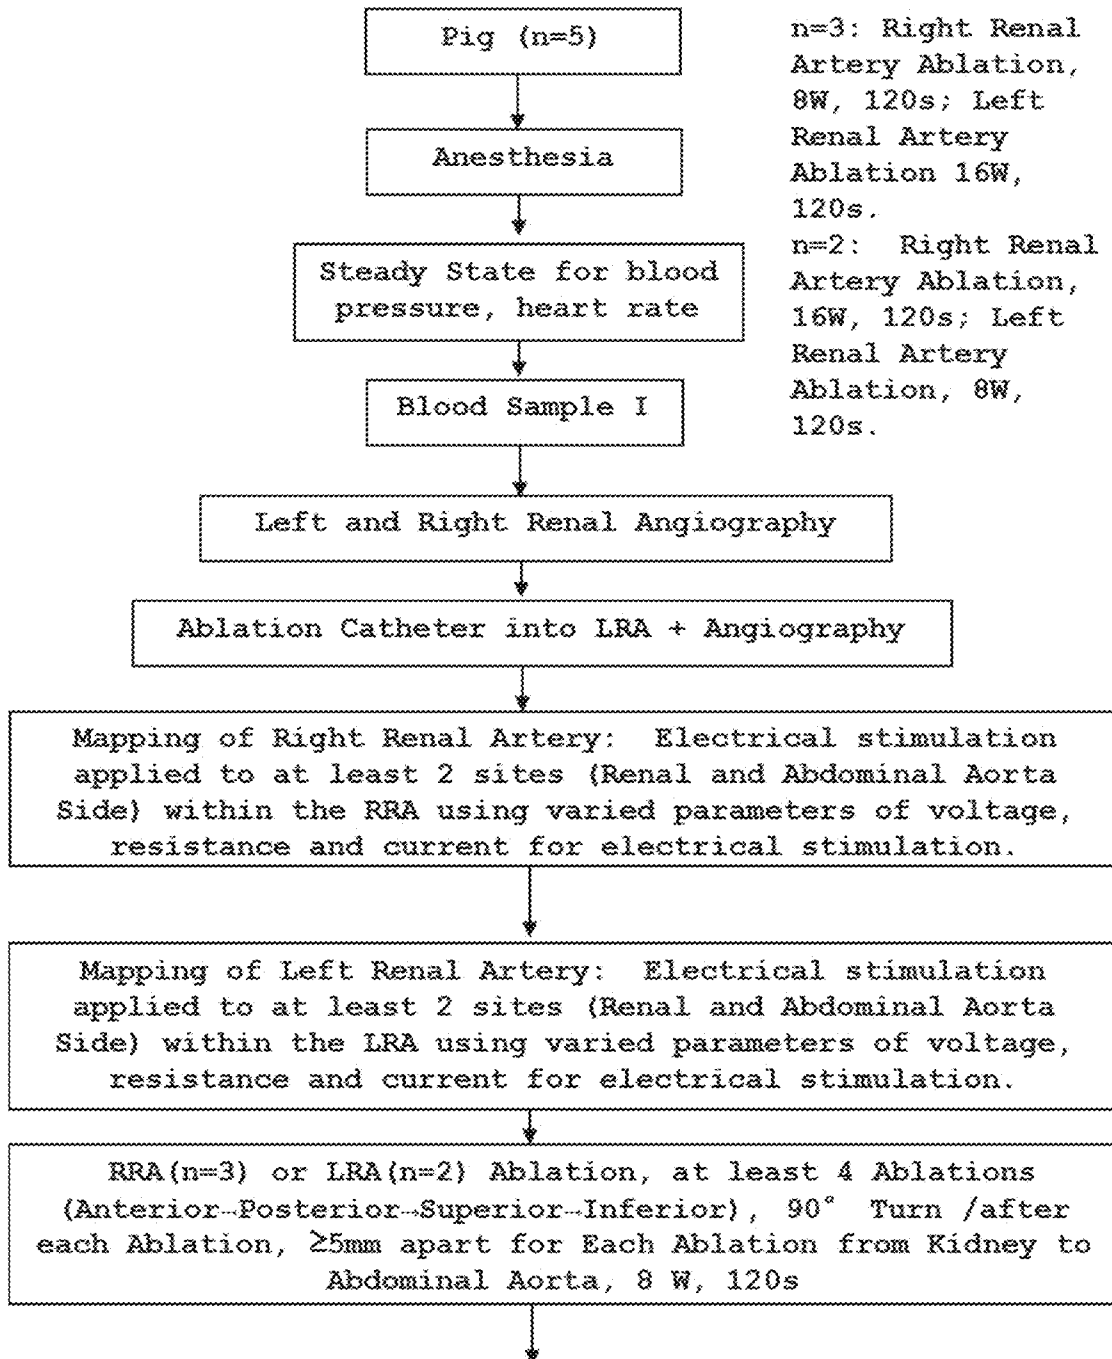 Pig (n=5)
Anesthesia
Steady State for blood
pressure, heart rate
Blood Sample I
n=3: Right Renal
Artery Ablation,
8W, 120s; Left
Renal Artery
Ablation 16W,
120s.
n=2: Right Renal
Artery Ablation,
16W, 120s; Left
Renal Artery
Ablation, 8W,
120s.
Left and Right Renal Angiography
Ablation Catheter into LRA + Angiography
Mapping of Right Renal Artery: Electrical stimulation
applied to at least 2 sites (Renal and Abdominal Aorta
Side) within the RRA using varied parameters of voltage,
resistance and current for electrical stimulation.
Mapping of Left Renal Artery: Electrical stimulation
applied to at least 2 sites (Renal and Abdominal Aorta
Side) within the LRA using varied parameters of voltage,
resistance and current for electrical stimulation.
RRA(n=3) or LRA(n=2) Ablation, at least 4 Ablations
(Anterior→Posterior→Superior→Inferior), 90° Turn /after
each Ablation, ≥5mm apart for Each Ablation from Kidney to
Abdominal Aorta, 8 W, 120s